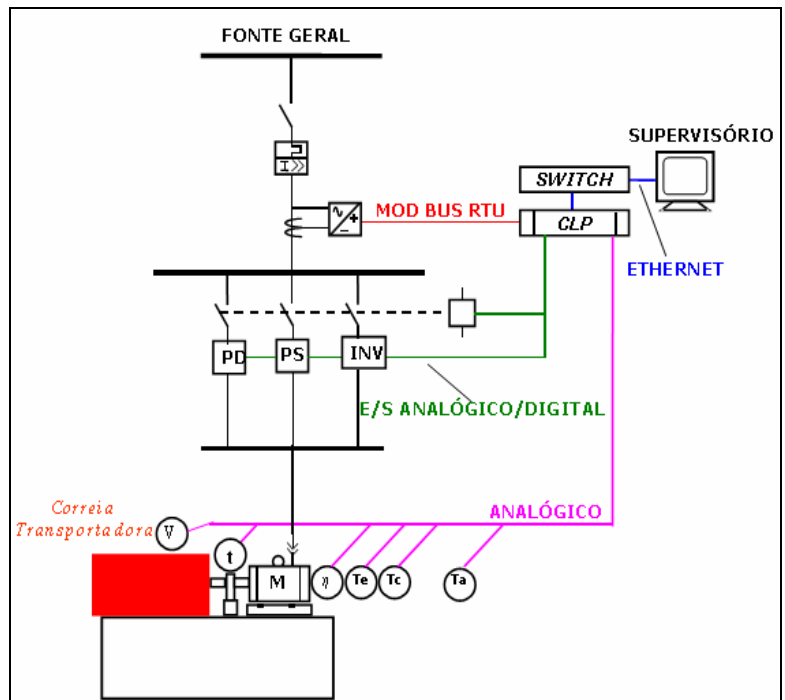 FONTE GERAL
I>>
SUPERVISÓRIO
SWITCH
MOD BUS RTU
CLP
ETHERNET
PD
PS
INV
E/S ANALÓGICO/DIGITAL
Correia
Transportadora
V
ANALÓGICO
t
M
η
Te
Tc
Ta